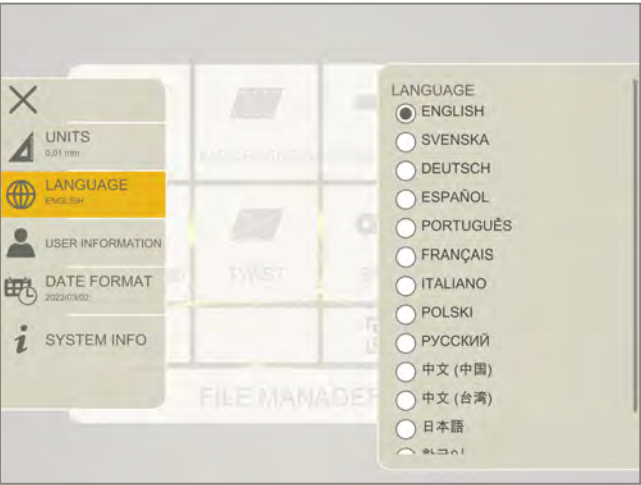 UNITS
0,01 mm
LANGUAGE
ENGLISH
USER INFORMATION
DATE FORMAT
2022/03/02
SYSTEM INFO
TWIST
FILE MANAGER
LANGUAGE
ENGLISH
SVENSKA
DEUTSCH
ESPAÑOL
PORTUGUÊS
FRANÇAIS
ITALIANO
POLSKI
РУССКИЙ
中文 (中国)
中文 (台湾)
日本語